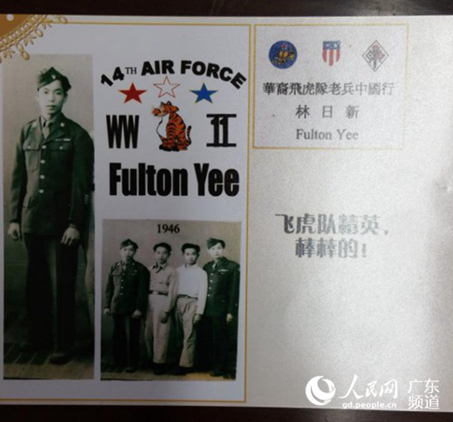 14TH AIR FORCE
WW II
Fulton Yee
1946
華裔飛虎隊老兵中國行
林日新
Fulton Yee
飞虎队精英，
棒棒的！
人民网 广东
频道
gd.people.cn